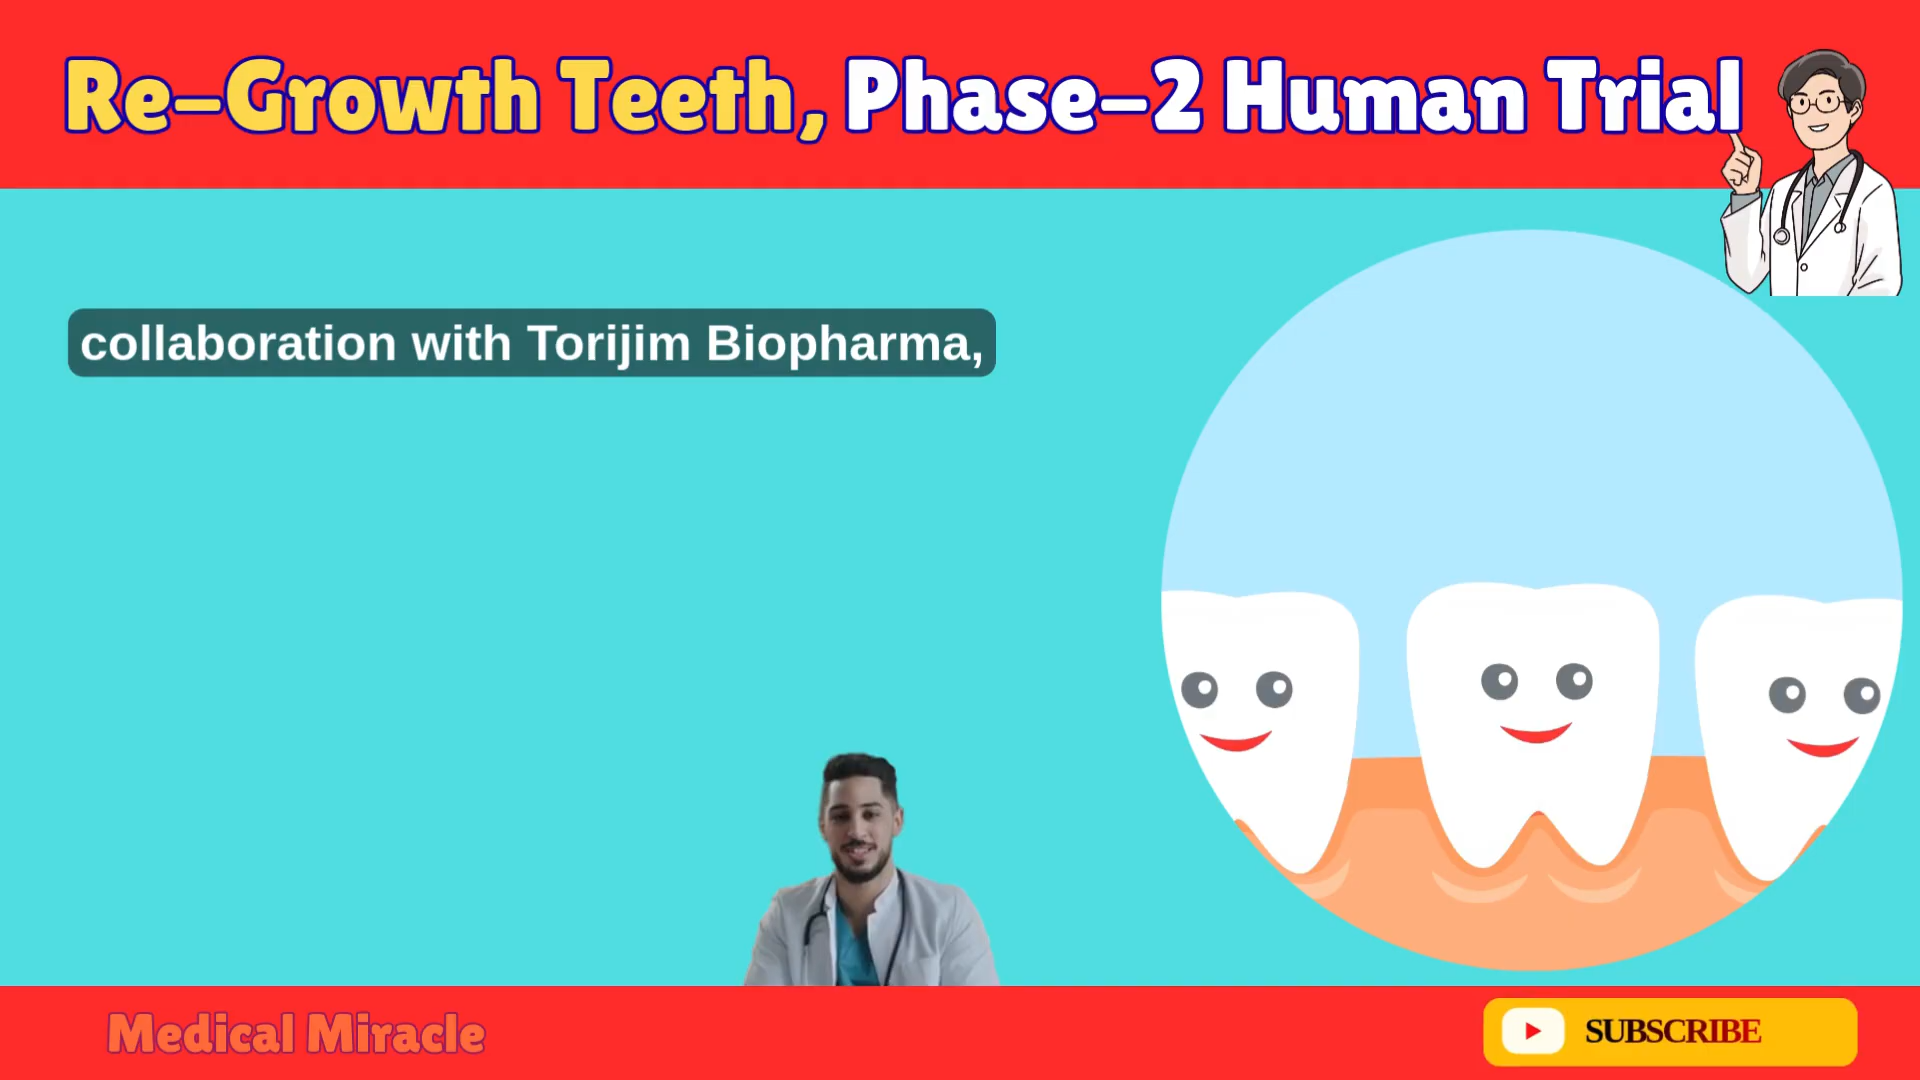 Re-Growth Teeth, Phase-2 Human Trial
collaboration with Torijim Biopharma,
Medical Miracle
SUBSCRIBE